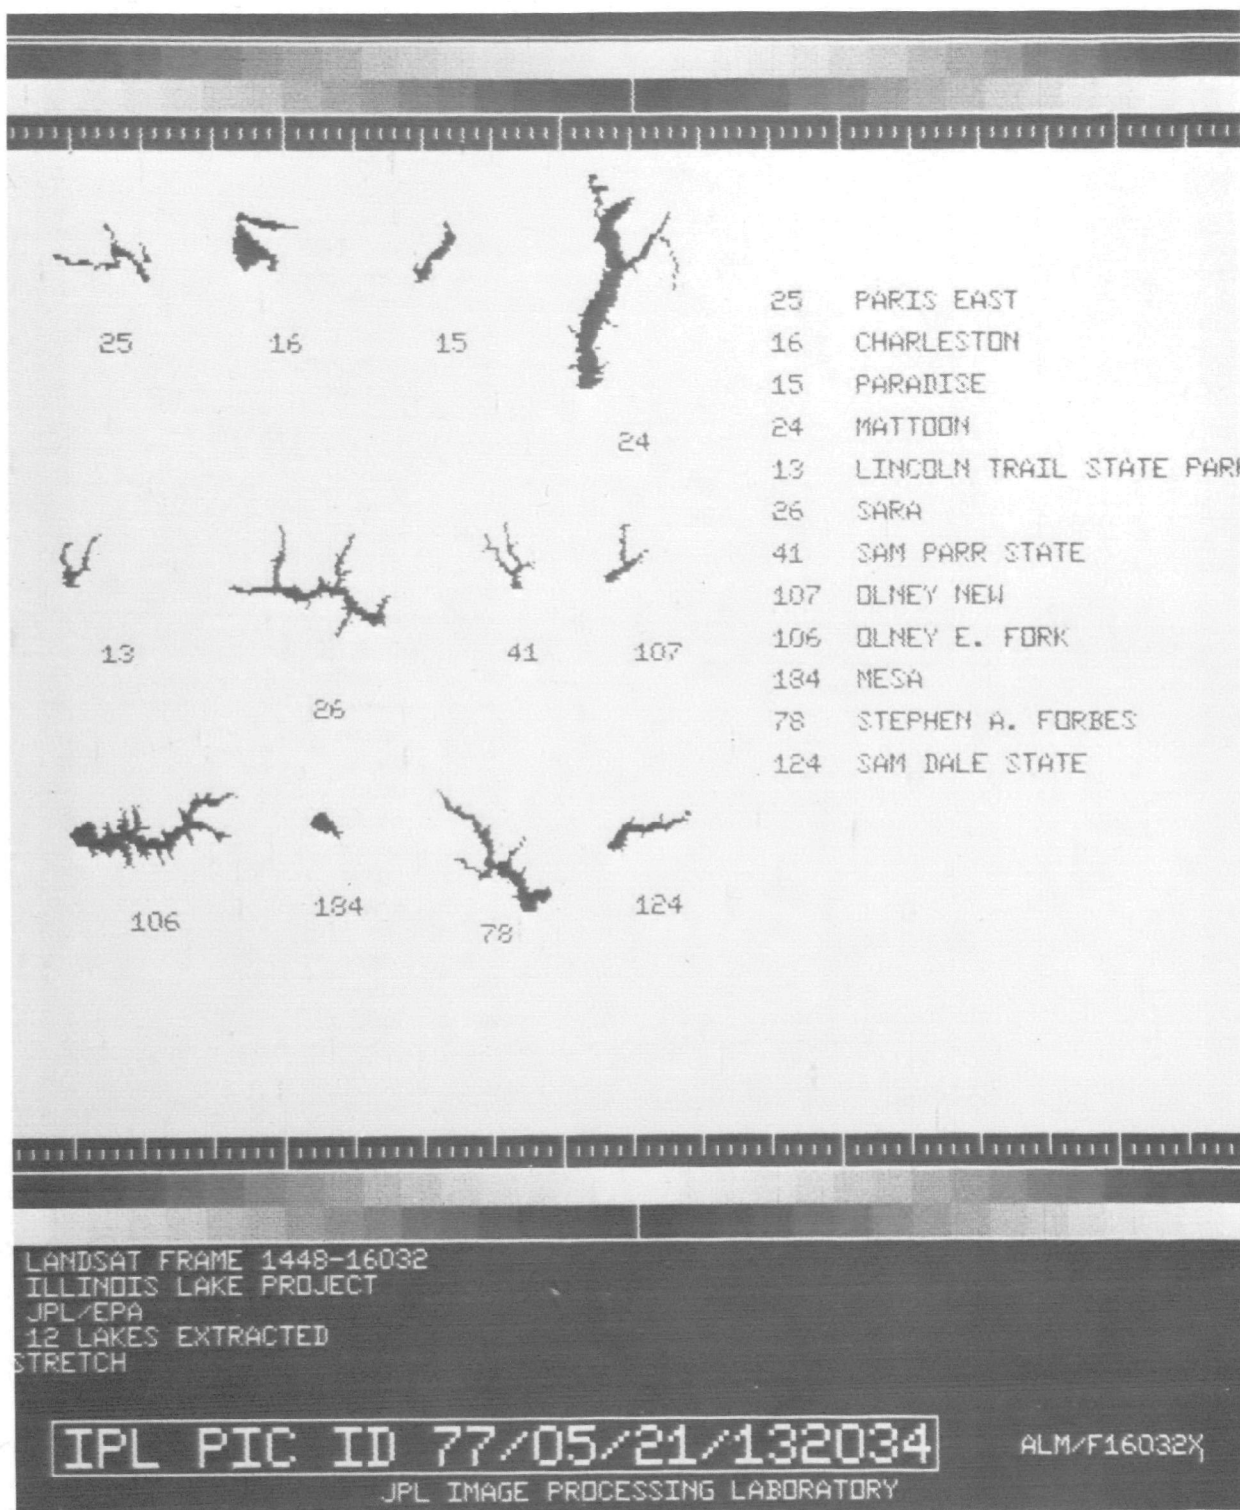 25 16 15
24
25 PARIS EAST
16 CHARLESTON
15 PARADISE
24 MATTOON
13 LINCOLN TRAIL STATE PARK
26 SARA
41 SAM PARR STATE
107 OLNEY NEW
106 OLNEY E. FORK
184 MESA
78 STEPHEN A. FORBES
124 SAM DALE STATE
13 41 107
26
106 184 78 124
LANDSAT FRAME 1448-16032
ILLINOIS LAKE PROJECT
JPL/EPA
12 LAKES EXTRACTED
STRETCH
IPL PIC ID 77/05/21/132034
ALM/F16032X
JPL IMAGE PROCESSING LABORATORY